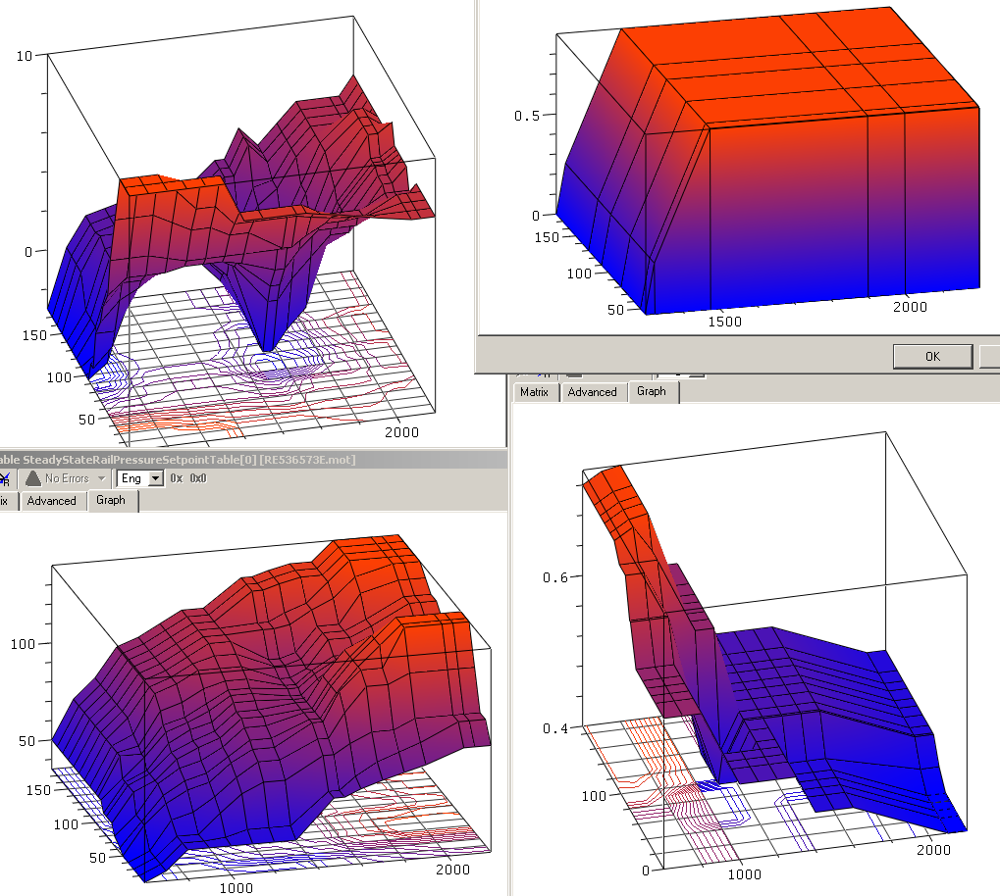 10
0
150
100
50
2000
0.5
0
150
100
50
1500
2000
OK
Matrix
Advanced
Graph
able SteadyStateRailPressureSetpointTable[0] [RE536573E.mot]
No Errors
Eng
0x
0x0
ix
Advanced
Graph
100
50
150
100
50
1000
2000
0.6
0.4
100
0
1000
2000